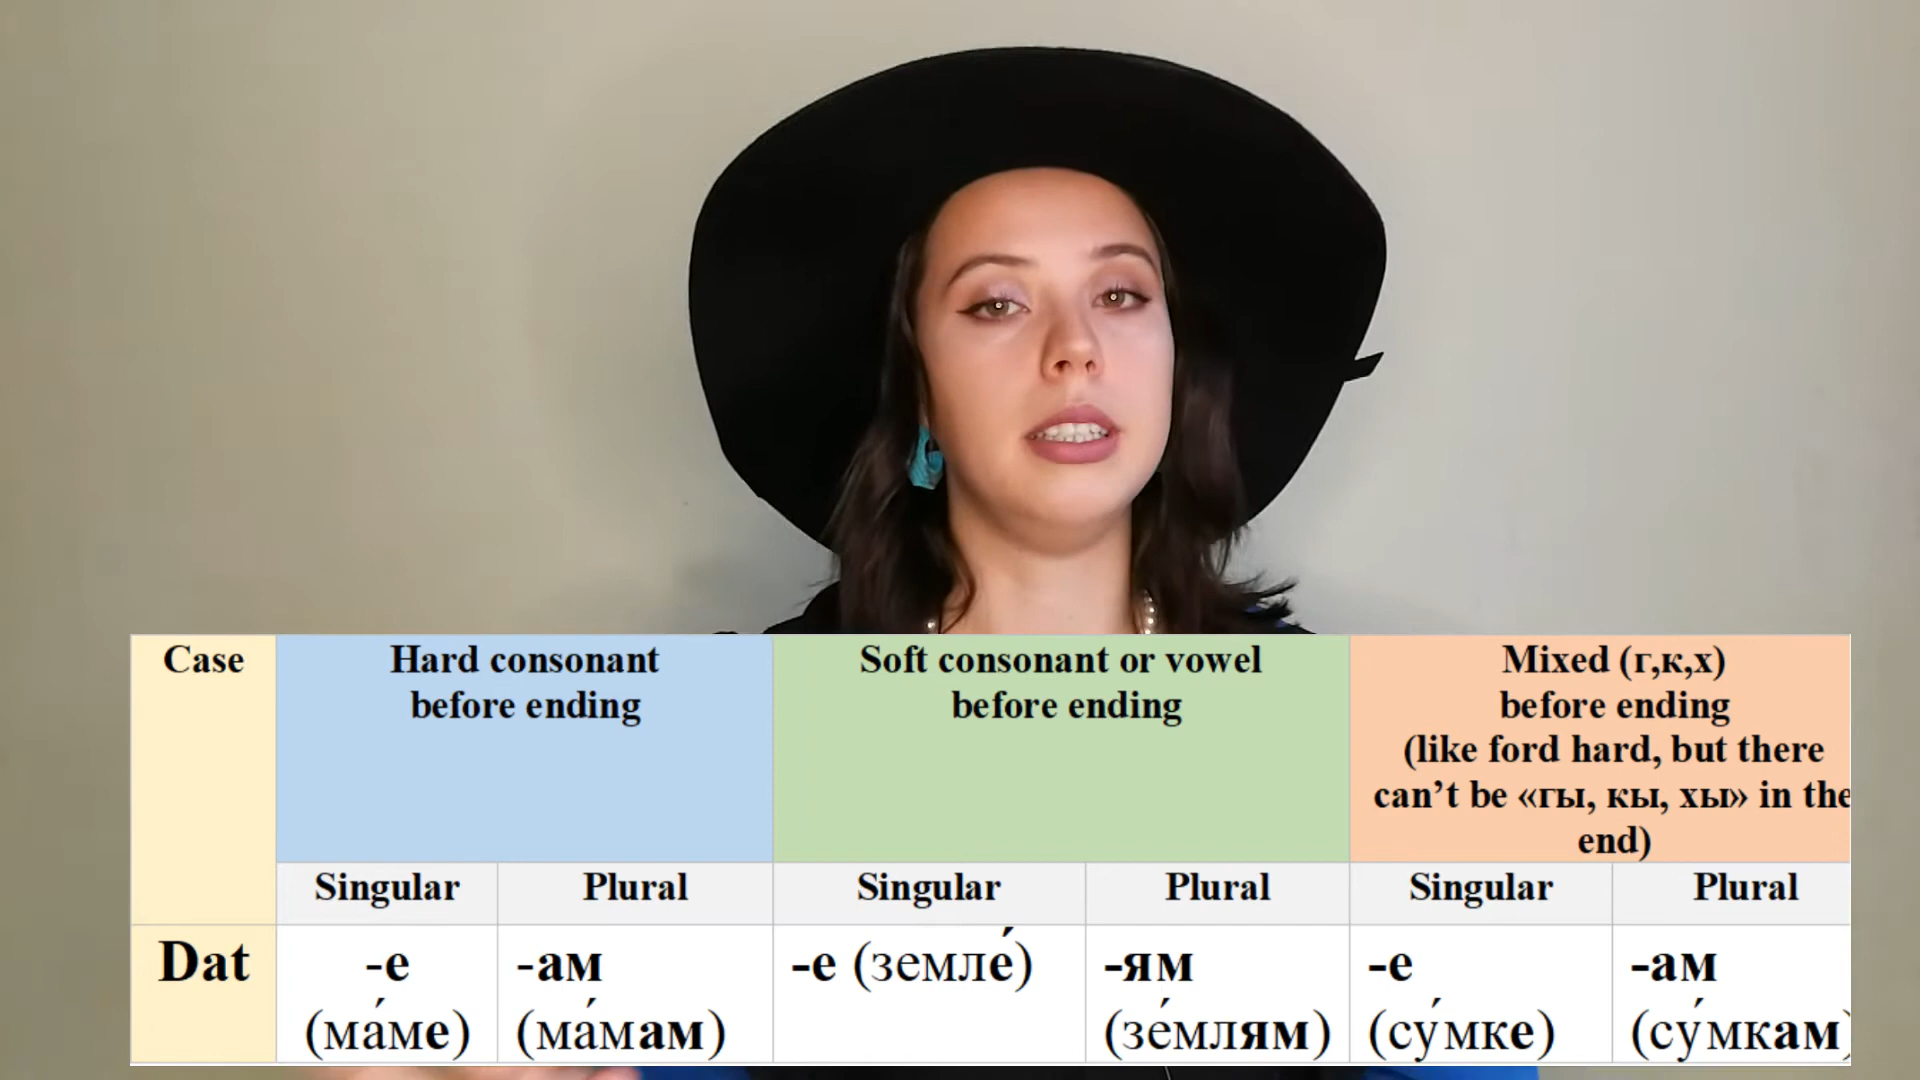 Case
Hard consonant
before ending
Soft consonant or vowel
before ending
Mixed (г,к,х)
before ending
(like ford hard, but there
can't be «гы, кы, хы» in the
end)
Singular
Plural
Singular
Plural
Singular
Plural
Dat
-е
(ма́ме)
-ам
(ма́мам)
-е (земле́)
-ям
(зе́млям)
-е
(су́мке)
-ам
(су́мкам)